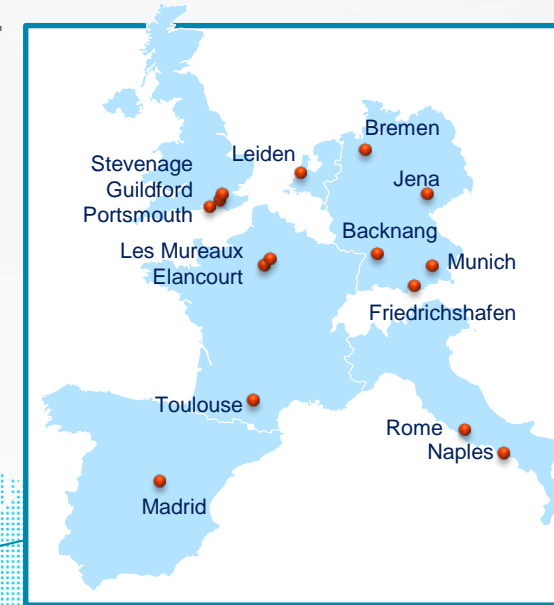 Bremen
Leiden
Stevenage
Guildford
Portsmouth
Jena
Backnang
Les Mureaux
Elancourt
Munich
Friedrichshafen
Toulouse
Rome
Naples
Madrid